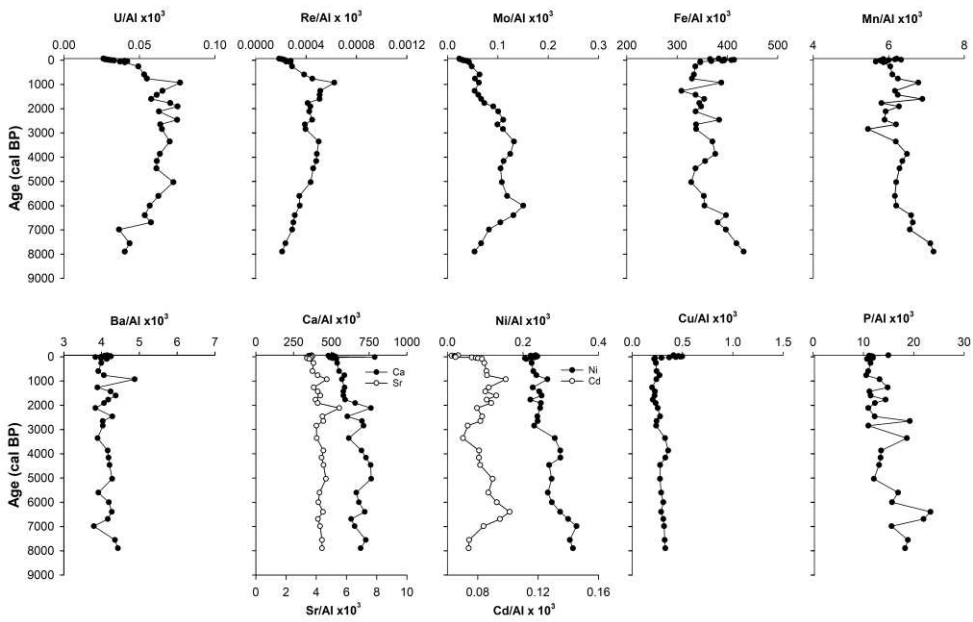 U/Al x10³ Re/Al x10³ Mo/Al x10³ Fe/Al x10³ Mn/Al x10³
0.00 0.05 0.10 0.0000 0.0004 0.0008 0.0012 0.0 0.1 0.2 0.3 200 300 400 500 4 6 8 10
0
1000
2000
3000
4000
5000
6000
7000
8000
9000
Age (cal BP)
Ba/Al x10³ Ca/Al x10³ Ni/Al x10³ Cu/Al x10³ P/Al x10³
3 4 5 6 7 250 500 750 1000 0.0 0.1 0.2 0.3 0.4 0.0 0.5 1.0 1.5 0 10 20 30 40
0
1000
2000
3000
4000
5000
6000
7000
8000
9000
Age (cal BP)
Ca
Sr
Ni
Cd
0 2 4 6 8 10 0.08 0.12 0.16
Sr/Al x10³ Cd/Al x 10³